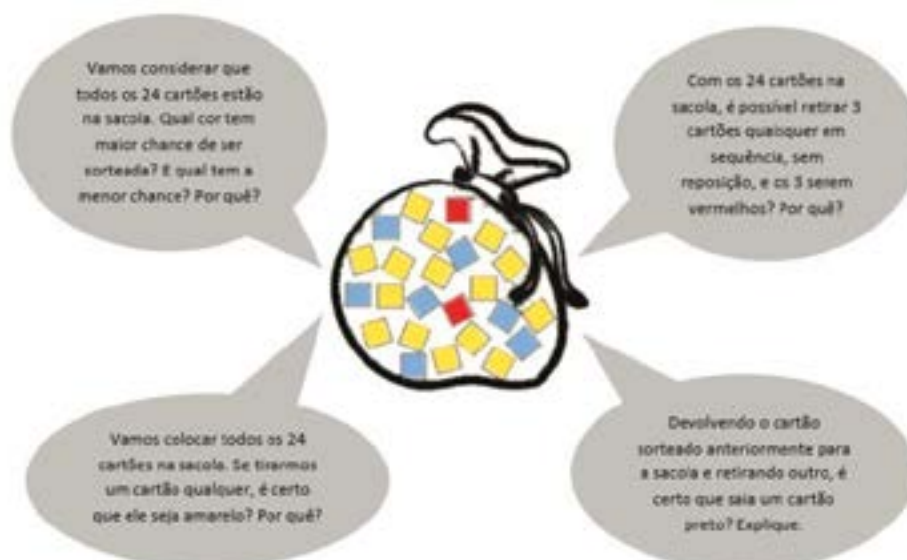 Vamos considerar que
todos os 24 cartões estão
na sacola. Qual cor tem
maior chance de ser
sorteada? E qual tem a
menor chance? Por quê?
Com os 24 cartões na
sacola, é possível retirar 3
cartões quaisquer em
sequência, sem
reposição, e os 3 serem
vermelhos? Por quê?
Vamos colocar todos os 24
cartões na sacola. Se tirarmos
um cartão qualquer, é certo
que ele seja amarelo? Por quê?
Devolvendo o cartão
sorteado anteriormente para
a sacola e retirando outro, é
certo que saia um cartão
preto? Explique.